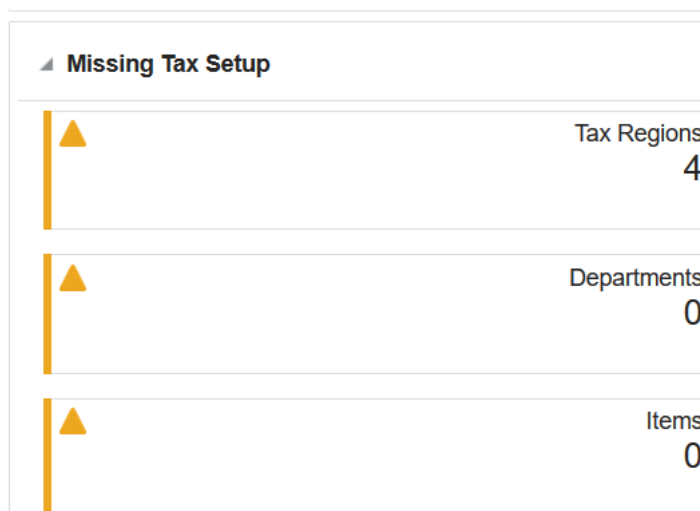 Missing Tax Setup
Tax Regions
4
Departments
0
Items
0